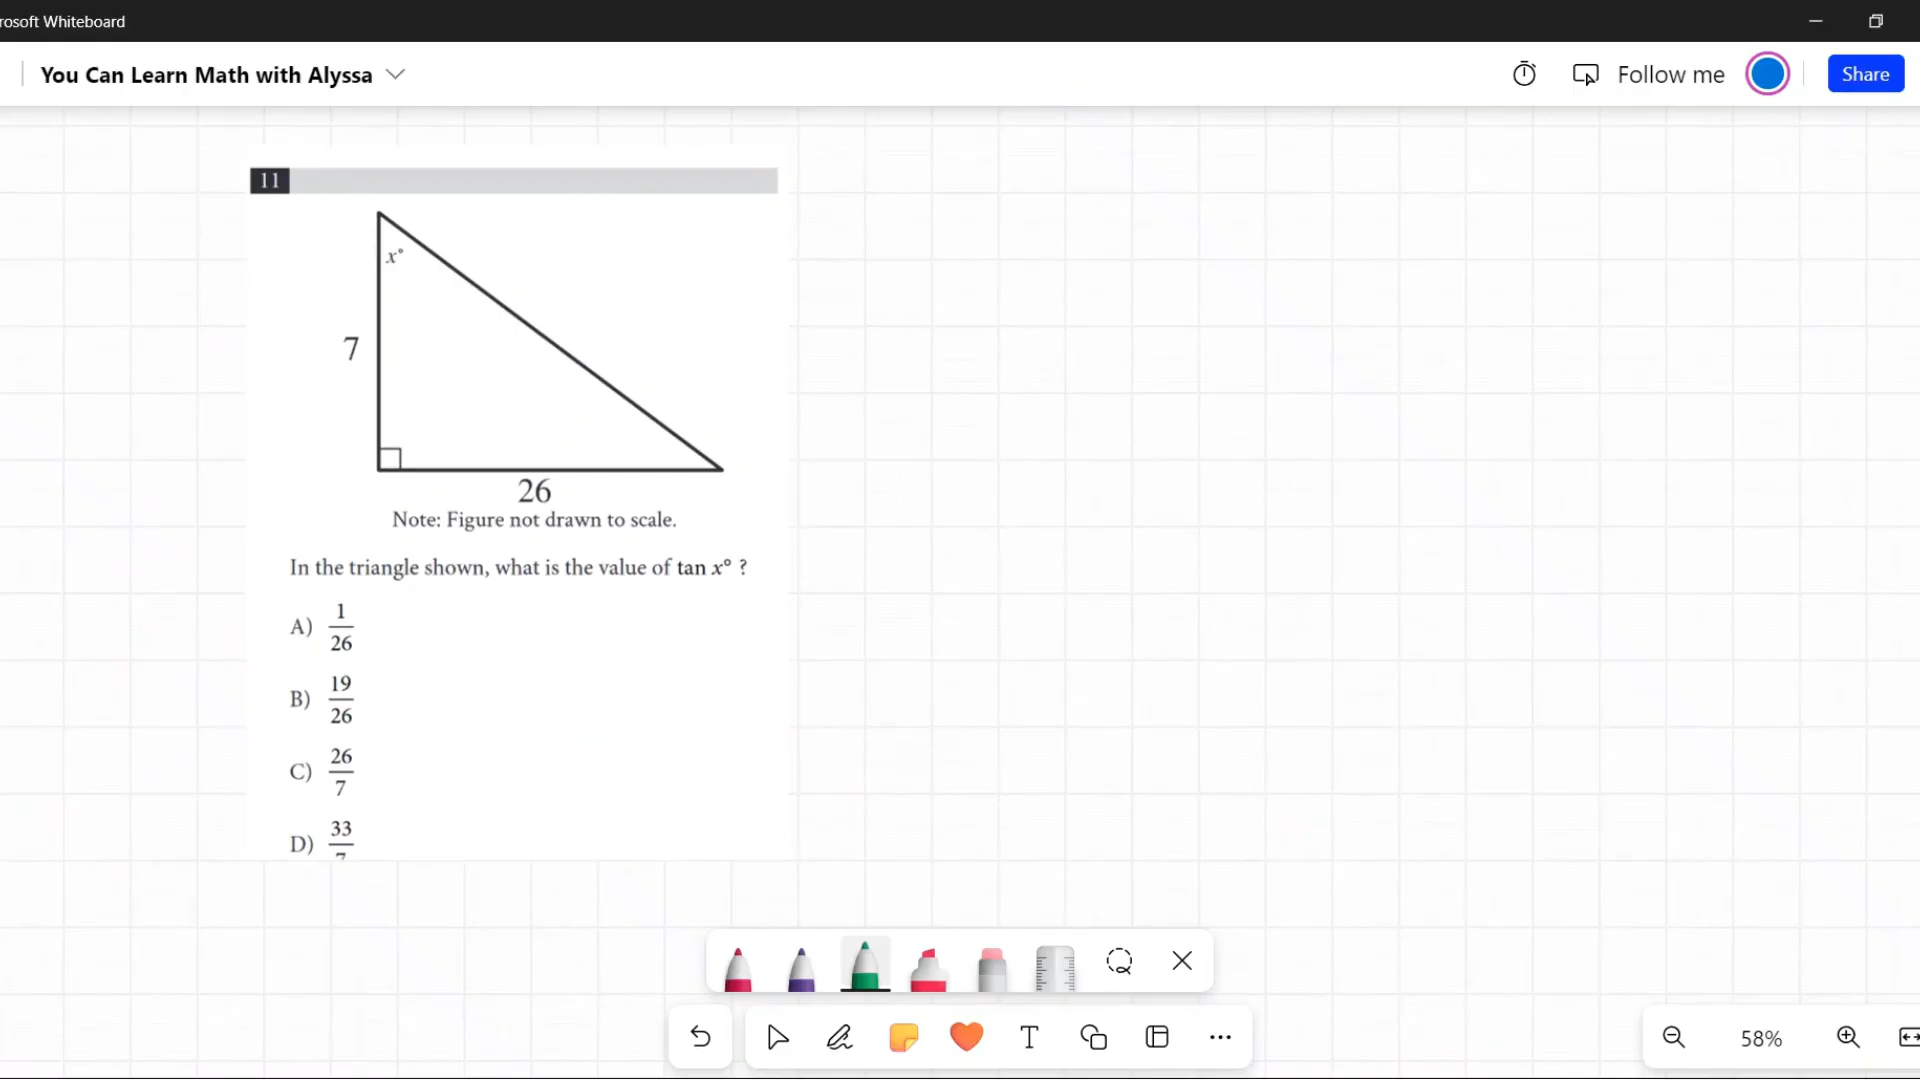 rosoft Whiteboard
You Can Learn Math with Alyssa
Follow me
Share
11
x°
7
26
Note: Figure not drawn to scale.
In the triangle shown, what is the value of tan x° ?
A) 1/26
B) 19/26
C) 26/7
D) 33/7
T
58%